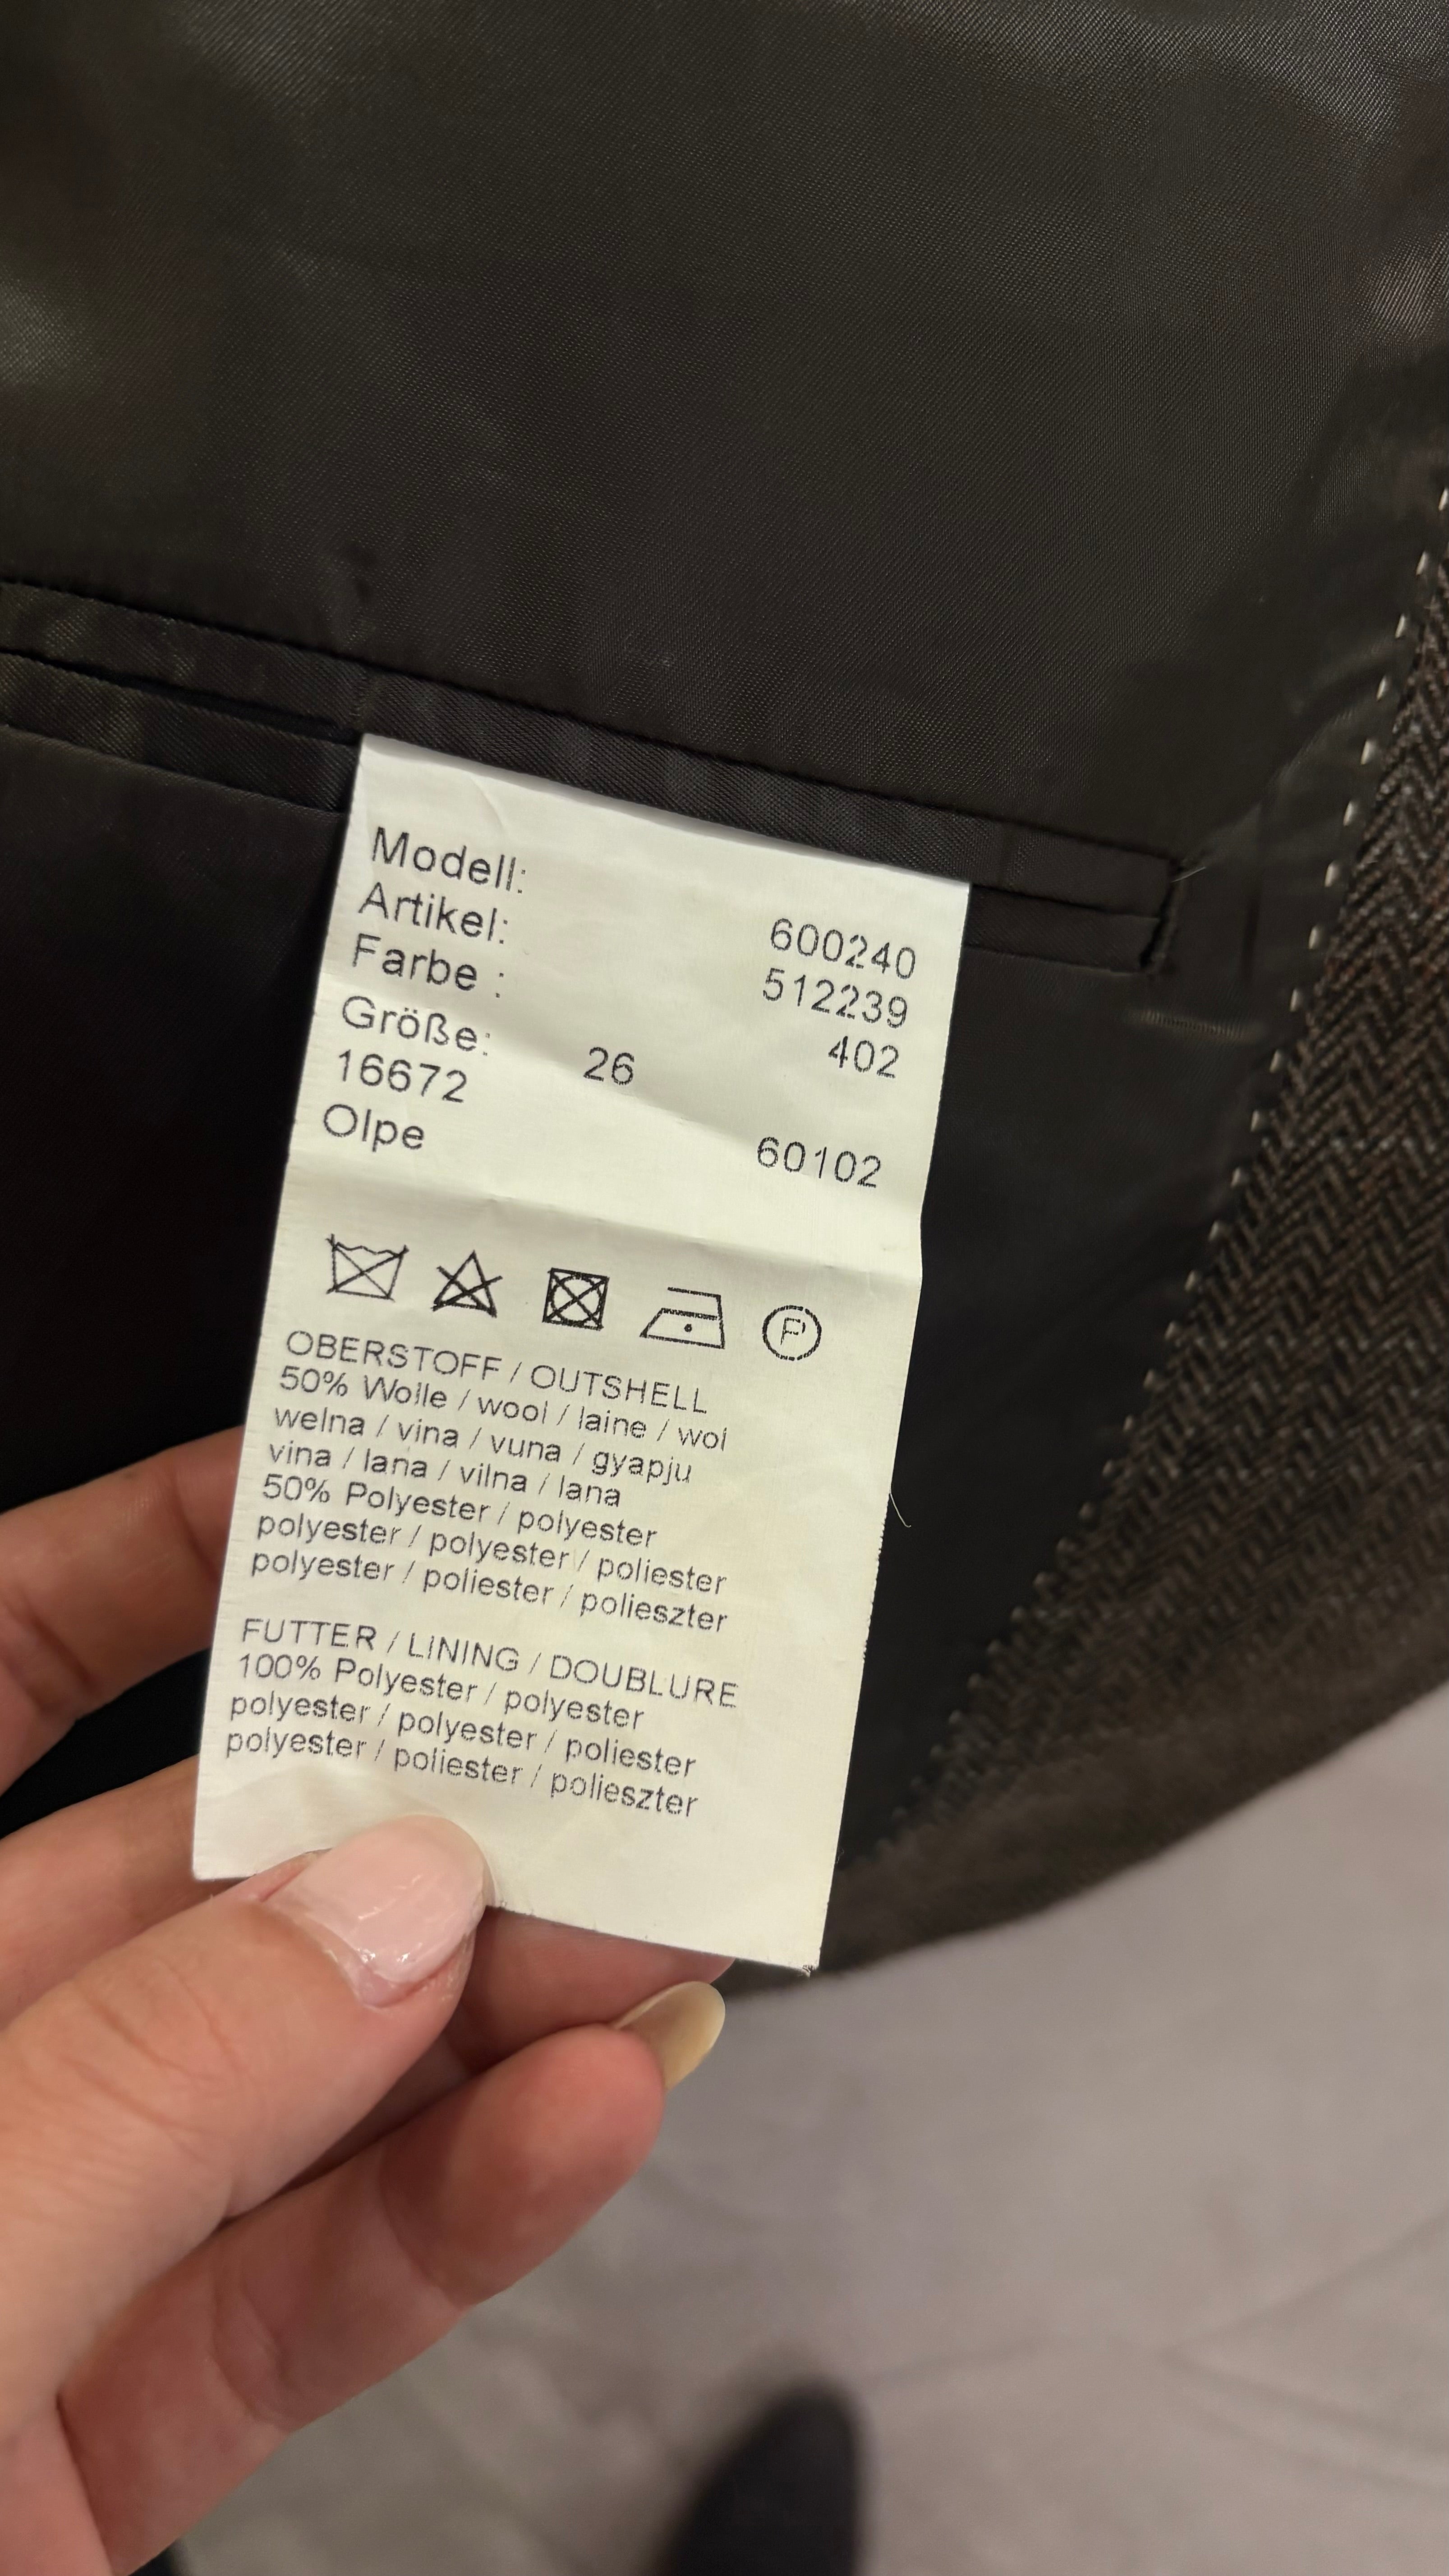 Modell: 600240
Artikel: 512239
Farbe : 402
Größe: 26
16672 60102
Olpe
P
OBERSTOFF / OUTSHELL
50% Wolle / wool / laine / wol
welna / vina / vuna / gyapju
vina / lana / vilna / lana
50% Polyester / polyester
polyester / polyester / poliester
polyester / poliester / polieszter
FUTTER / LINING / DOUBLURE
100% Polyester / polyester
polyester / polyester / poliester
polyester / poliester / polieszter